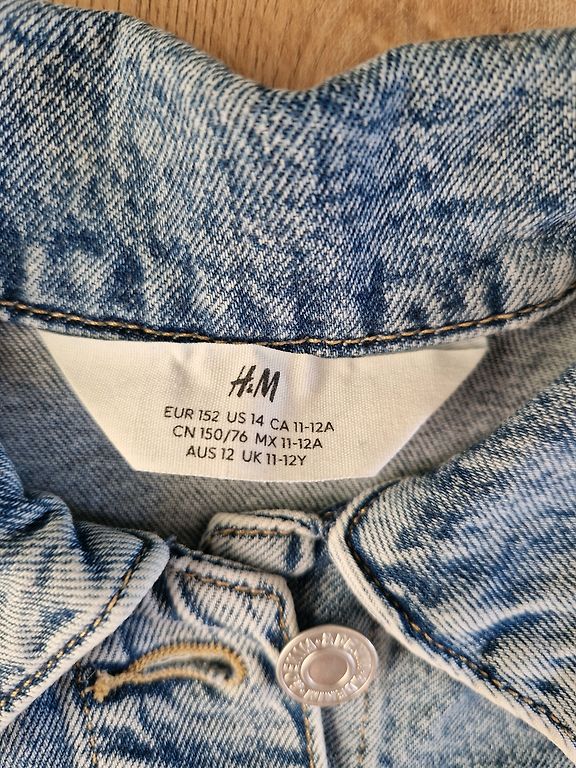 H&M
EUR 152 US 14 CA 11-12A
CN 150/76 MX 11-12A
AUS 12 UK 11-12Y